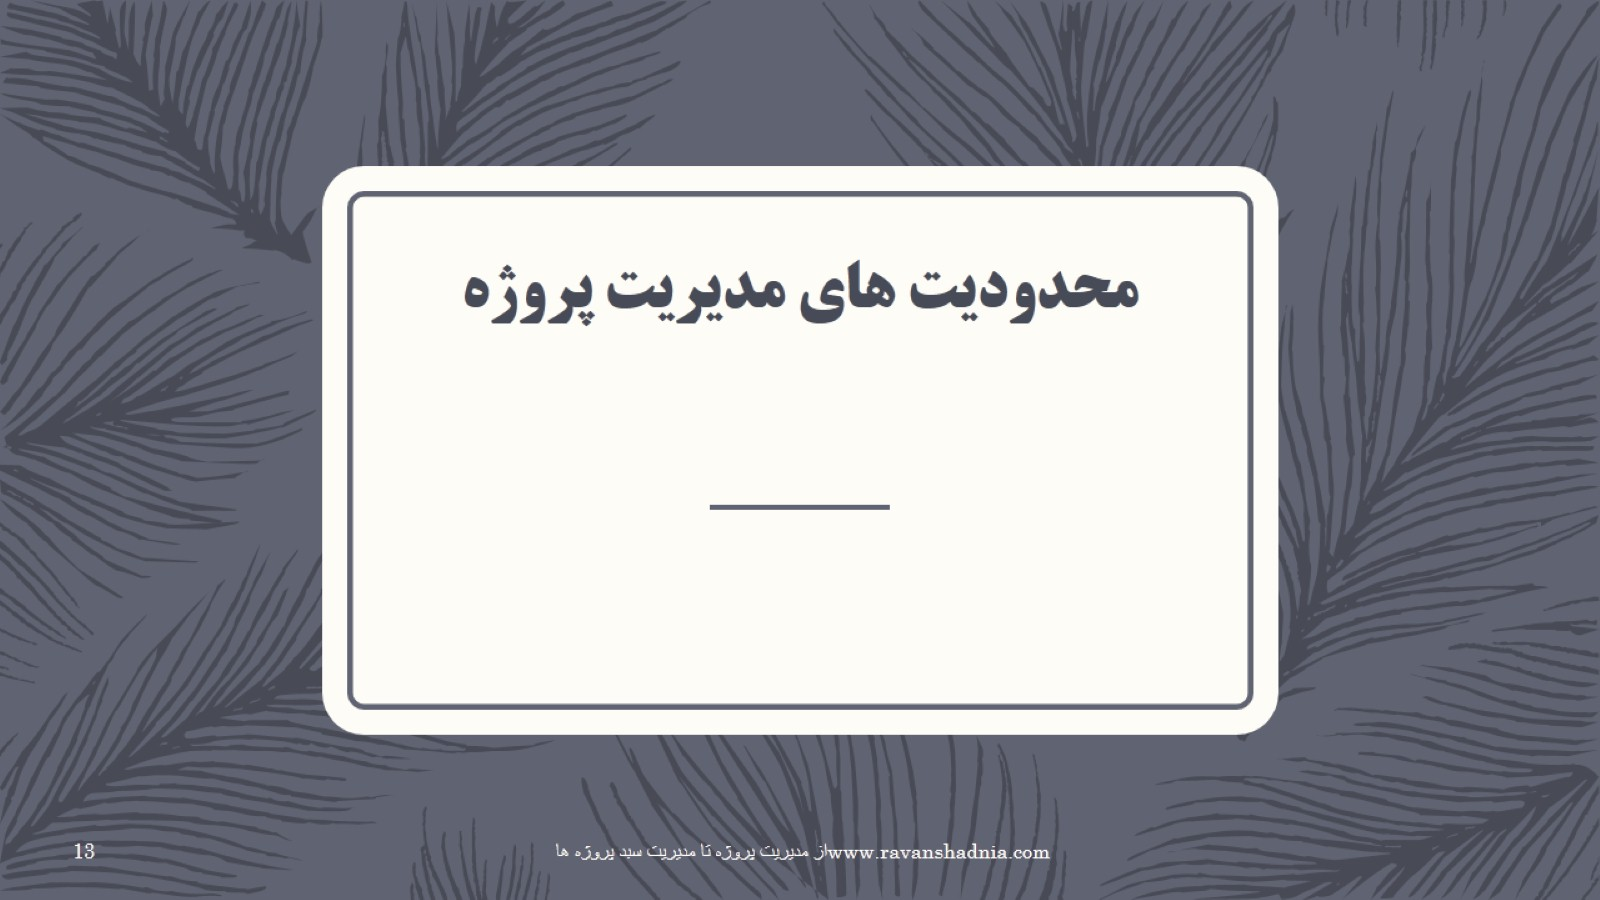 محدودیت های مدیریت پروژه
www.ravanshadnia.comاز مدیریت پروژه تا مدیریت سبد پروژه ها
13